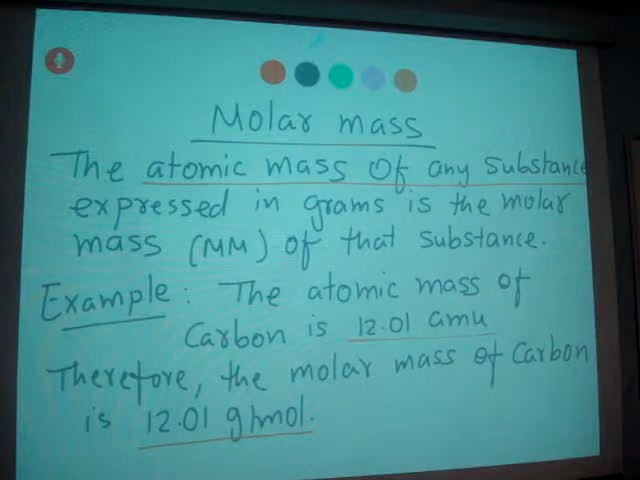 Molar mass
The atomic mass of any substance
expressed in grams is the molar
mass (MM) of that substance.
Example: The atomic mass of
Carbon is 12.01 amu
Therefore, the molar mass of Carbon
is 12.01 g/mol.